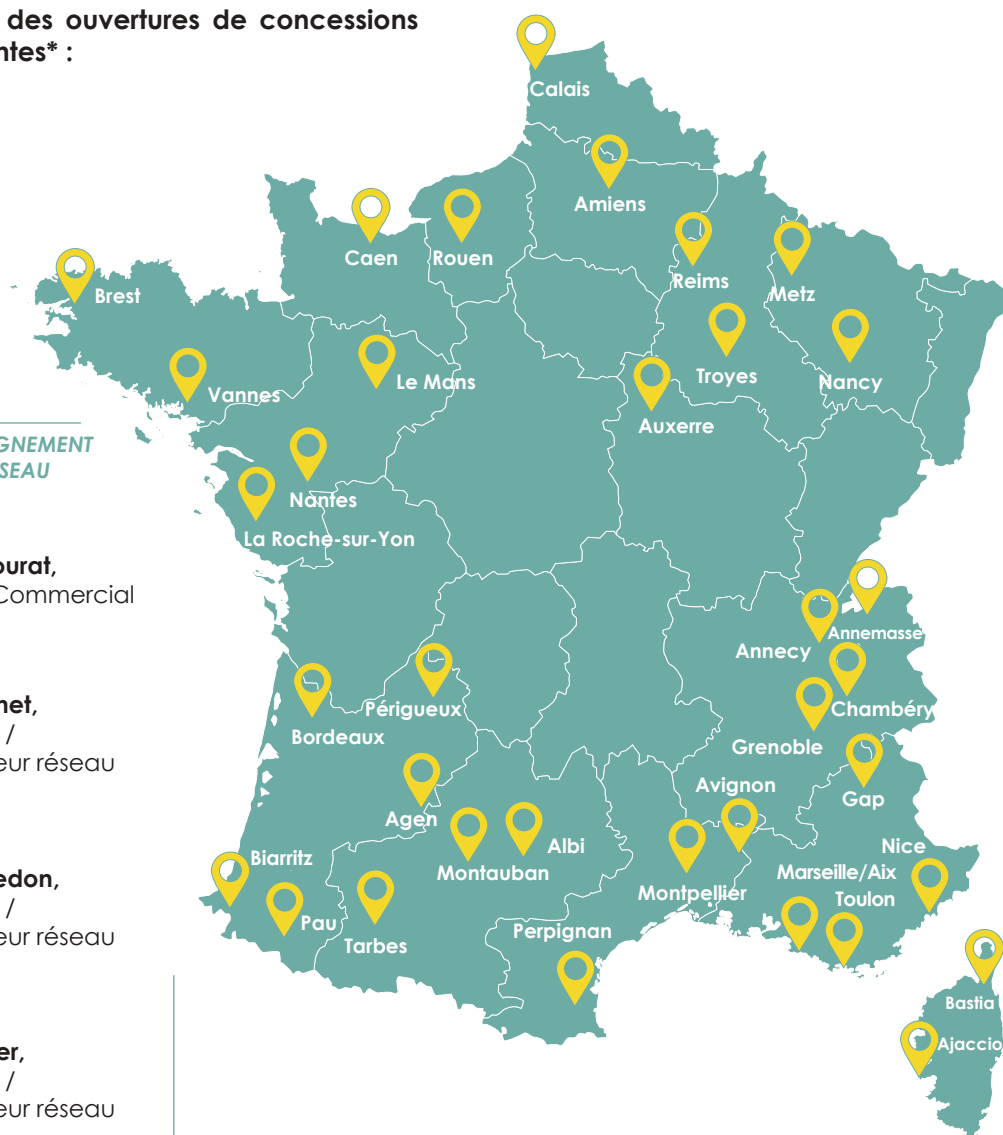 des ouvertures de concessions
ntes* :
Calais
Amiens
Caen
Rouen
Reims
Metz
Brest
Vannes
Le Mans
Troyes
Nancy
Auxerre
GNEMENT
SEAU
Nantes
La Roche-sur-Yon
ourat,
Commercial
Annecy
Annemasse
net,
/
eur réseau
Périgueux
Bordeaux
Chambéry
Grenoble
Avignon
Gap
Agen
Montauban
Albi
Nice
Biarritz
edon,
/
eur réseau
Pau
Tarbes
Montpellier
Marseille/Aix
Toulon
Perpignan
Bastia
Ajaccio
er,
/
eur réseau